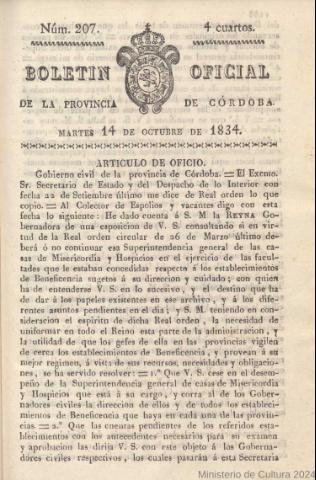 Núm. 207. 4 cuartos.
BOLETIN OFICIAL
DE LA PROVINCIA DE CÓRDOBA.
MARTES 14 DE OCTUBRE DE 1834.
ARTICULO DE OFICIO.
Gobierno civil de la provincia de Córdoba. = El Excmo.
Sr. Secretario de Estado y del Despacho de lo Interior con
fecha 22 de Setiembre último me dice de Real orden lo que
copio. = Al Colector de Espolios y vacantes digo con esta
fecha lo siguiente: He dado cuenta á S. M la REYNA Go-
bernadora de una esposicion de V. S. consultando si en vir-
tud de la Real orden circular de 26 de Marzo último de-
berá ó no continuar esa Superintendencia general de las ca-
sas de Misericordia y Hospicios en el ejercicio de las facul-
tades que le estaban concedidas respecto á los establecimientos
de Beneficencia sugetos á su direccion y cuidado; con quien
ha de entenderse V. S. en lo sucesivo, y el destino que ha
de dar á los papeles existentes en ese archivo, y á los dife-
rentes asuntos pendientes en el dia; y S. M. teniendo en con-
sideracion el espíritu de dicha Real orden, la necesidad de
uniformar en todo el Reino esta parte de la administracion, y
la utilidad de que los gefes de ella en las provincias vigilen
de cerca los establecimientos de Beneficencia, y provean á su
mejor regimen, á vista de sus recursos, necesidades y obligacio-
nes, se ha servido resolver: = 1.º Que V. S. cese en el desem-
peño de la Superintendencia general de casas de Misericordia
y Hospicios que está á su cargo, y corra al de los Goberna-
dores civiles la direccion de ellos y de todos los estableci-
mientos de Beneficencia que haya en cada una de las provin-
cias. = 2.º Que las cuentas pendientes de los referidos esta-
blecimientos con los antecedentes necesarios para su examen
y aprobacion las dirija V. S. con este objeto á los Goberna-
dores civiles respectivos, los cuales pasarán á esta Secretaría
Ministerio de Cultura 2024